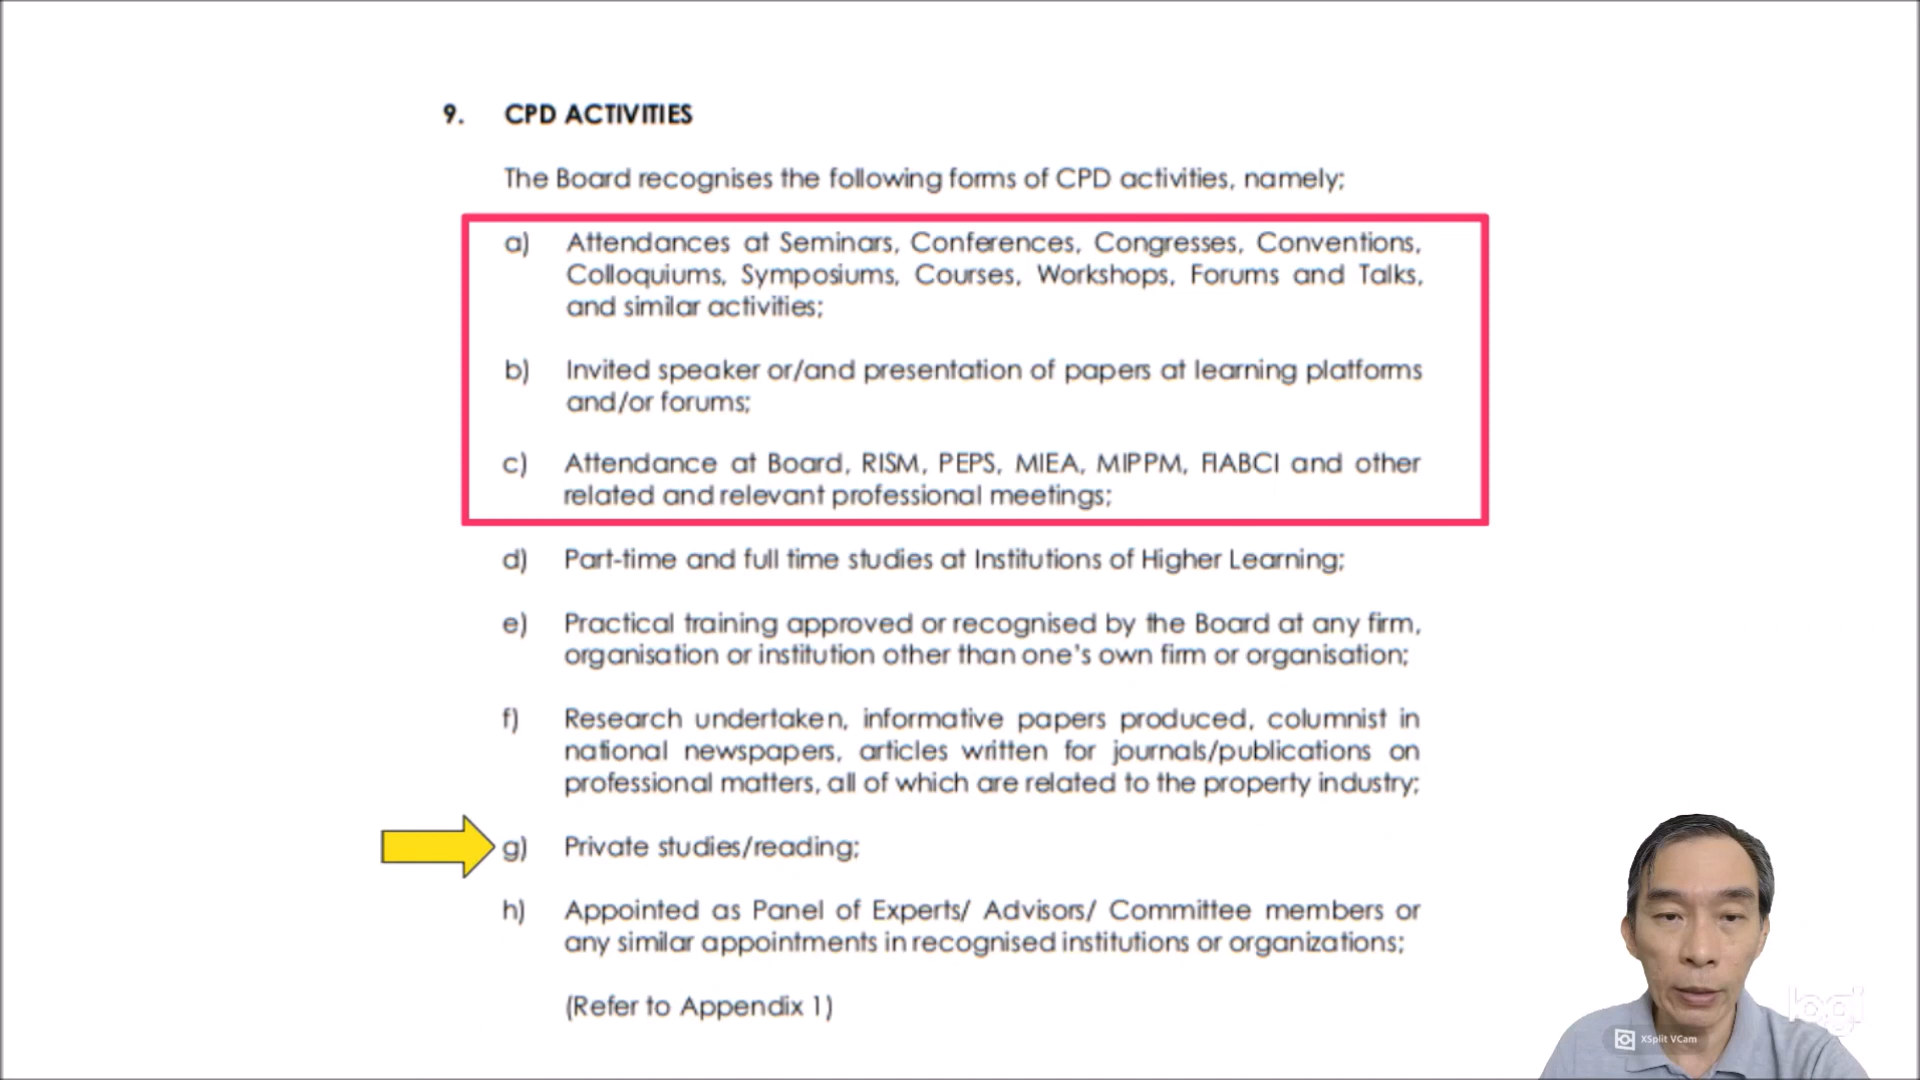 9. CPD ACTIVITIES
The Board recognises the following forms of CPD activities, namely;
a) Attendances at Seminars, Conferences, Congresses, Conventions,
Colloquiums, Symposiums, Courses, Workshops, Forums and Talks,
and similar activities;
b) Invited speaker or/and presentation of papers at learning platforms
and/or forums;
c) Attendance at Board, RISM, PEPS, MIEA, MIPPM, FIABCI and other
related and relevant professional meetings;
d) Part-time and full time studies at Institutions of Higher Learning;
e) Practical training approved or recognised by the Board at any firm,
organisation or institution other than one's own firm or organisation;
f) Research undertaken, informative papers produced, columnist in
national newspapers, articles written for journals/publications on
professional matters, all of which are related to the property industry;
g) Private studies/reading;
h) Appointed as Panel of Experts/ Advisors/ Committee members or
any similar appointments in recognised institutions or organizations;
(Refer to Appendix 1)
logi
XSplit VCam